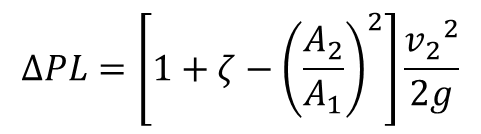 ΔPL = [1 + ζ − (A₂/A₁)²] v₂²/2g